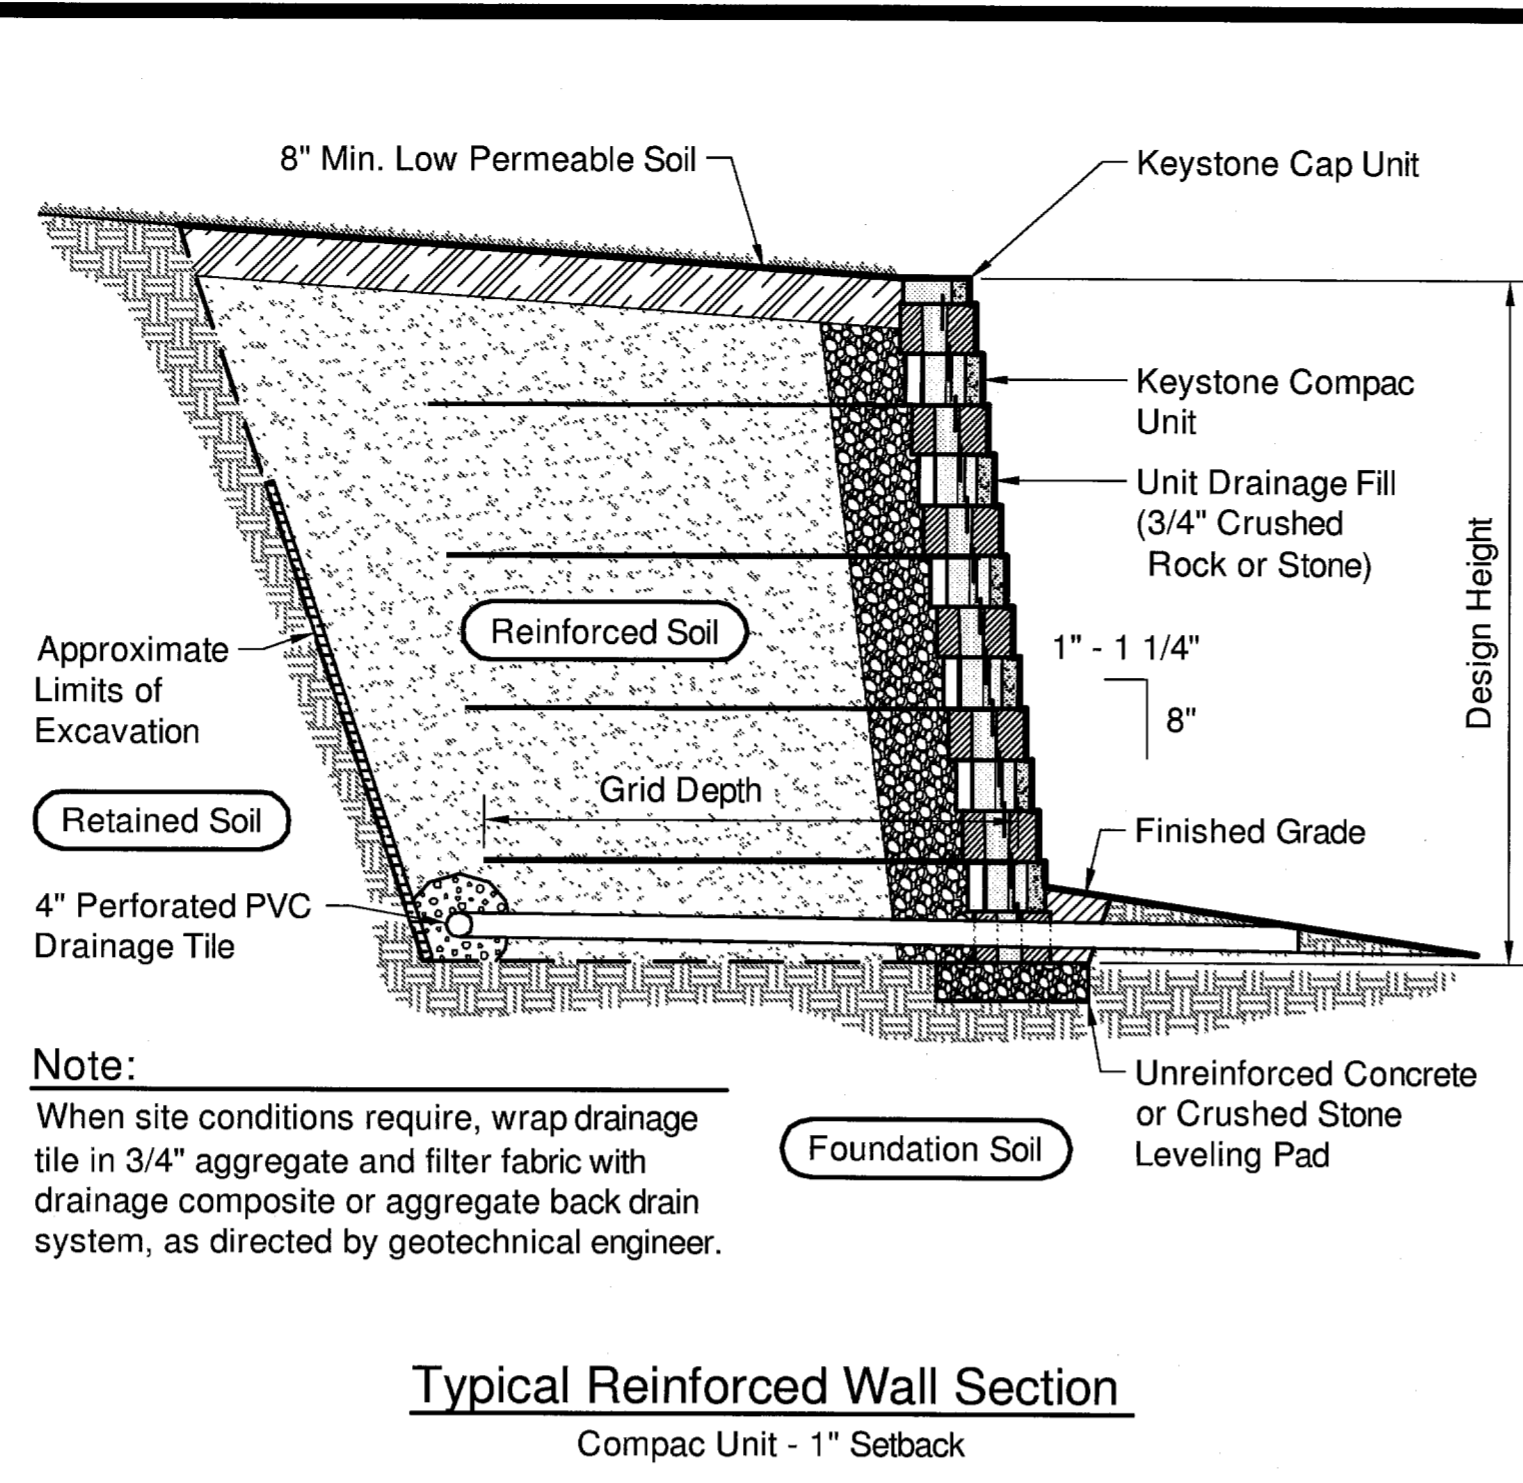 8" Min. Low Permeable Soil
Keystone Cap Unit
Keystone Compac
Unit
Unit Drainage Fill
(3/4" Crushed
Rock or Stone)
Design Height
Reinforced Soil
1" - 1 1/4"
8"
Approximate
Limits of
Excavation
Grid Depth
Retained Soil
Finished Grade
4" Perforated PVC
Drainage Tile
Note:
When site conditions require, wrap drainage
tile in 3/4" aggregate and filter fabric with
drainage composite or aggregate back drain
system, as directed by geotechnical engineer.
Foundation Soil
Unreinforced Concrete
or Crushed Stone
Leveling Pad
Typical Reinforced Wall Section
Compac Unit - 1" Setback